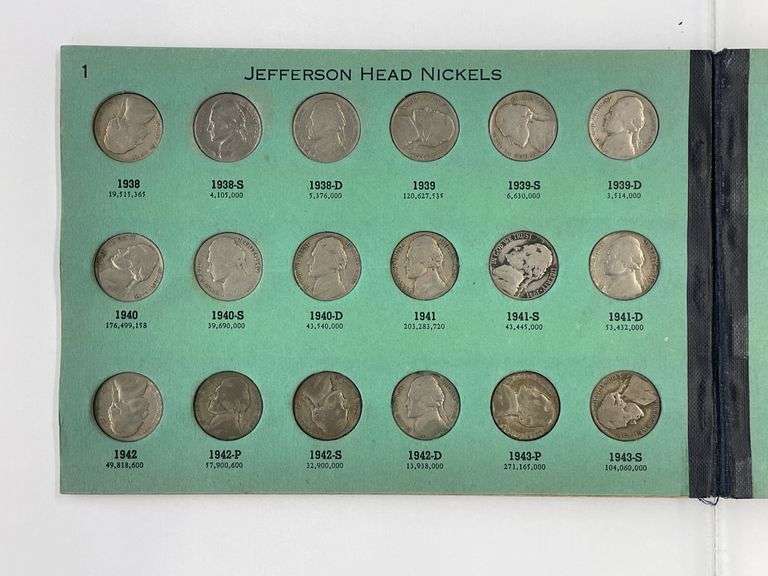 1
JEFFERSON HEAD NICKELS
1938 1938-S 1938-D 1939 1939-S 1939-D
19,515,365 4,105,000 5,376,000 120,627,535 6,630,000 3,514,000
1940 1940-S 1940-D 1941 1941-S 1941-D
176,499,158 39,690,000 43,540,000 203,283,720 43,445,000 53,432,000
1942 1942-P 1942-S 1942-D 1943-P 1943-S
49,818,600 57,900,600 32,900,000 13,938,000 271,165,000 104,060,000